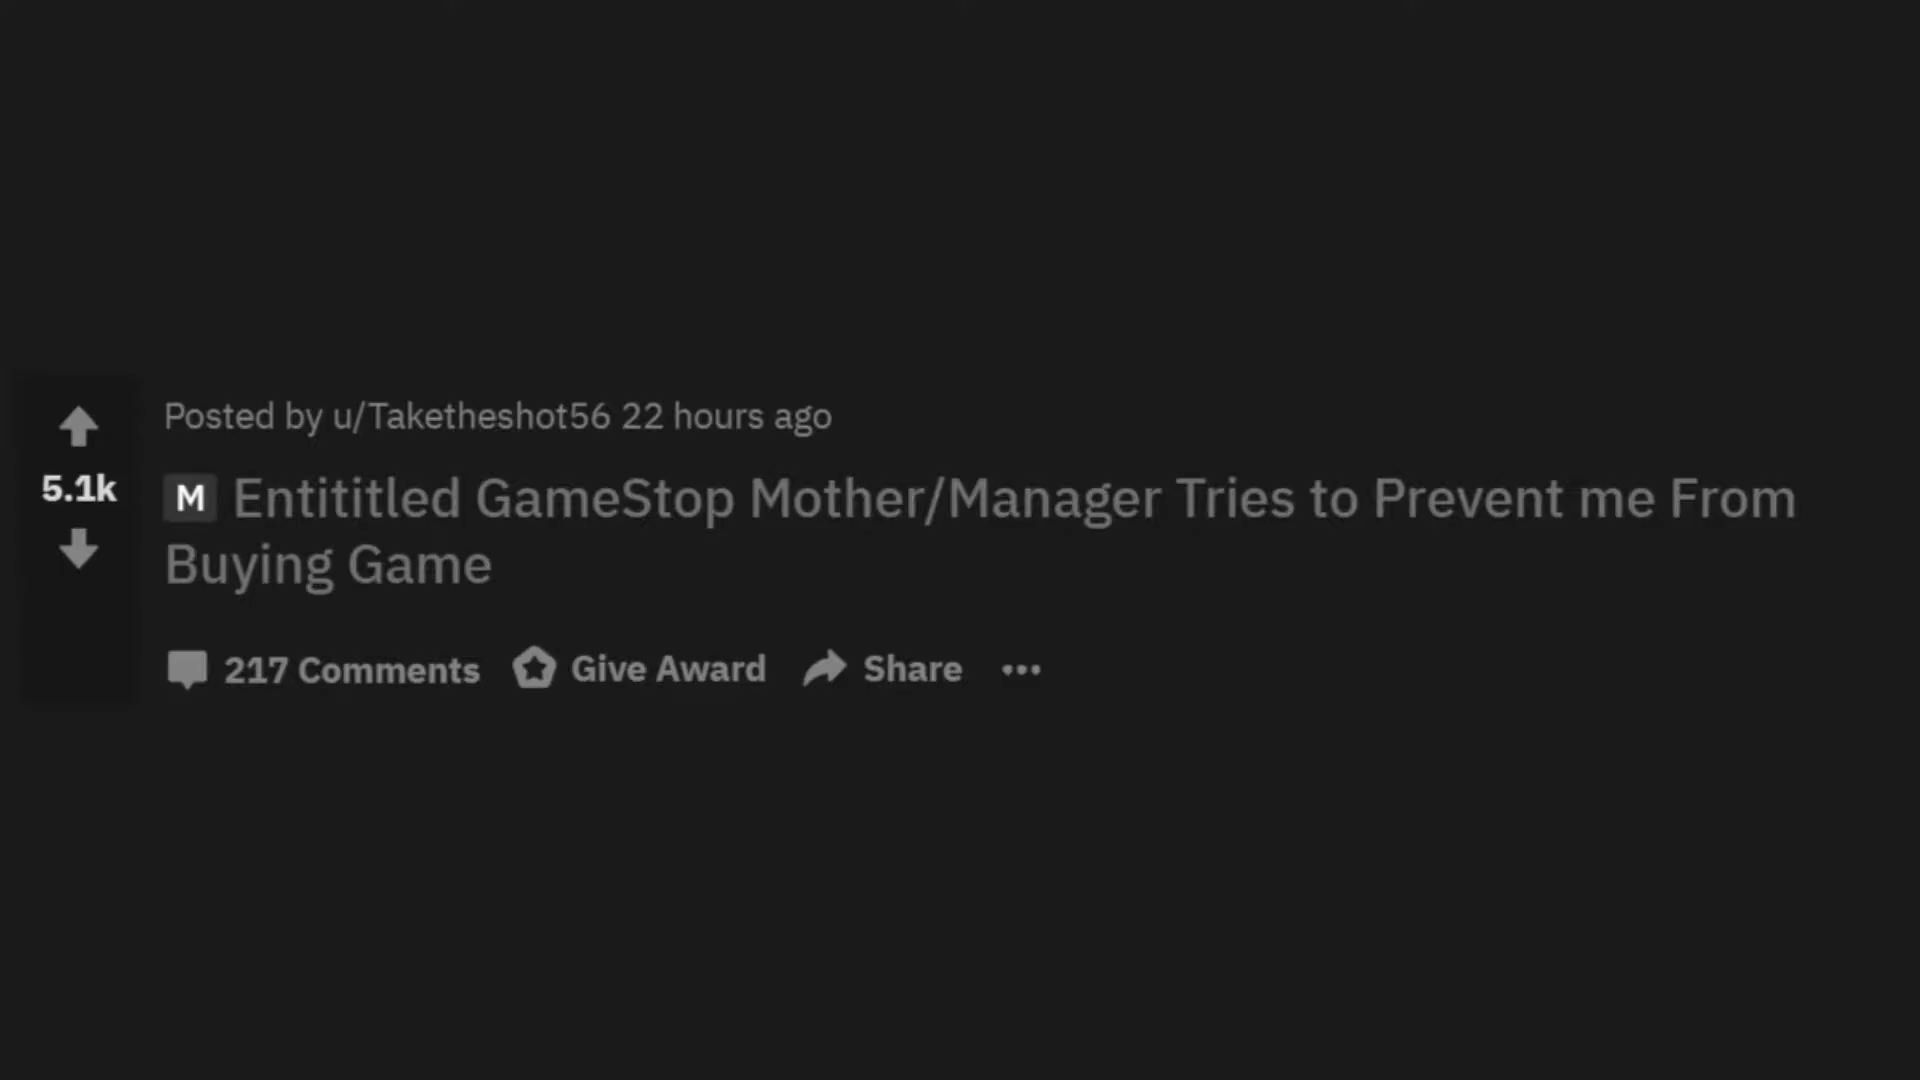 Posted by u/Taketheshot56 22 hours ago
5.1k
M Entititled GameStop Mother/Manager Tries to Prevent me From
Buying Game
217 Comments Give Award Share